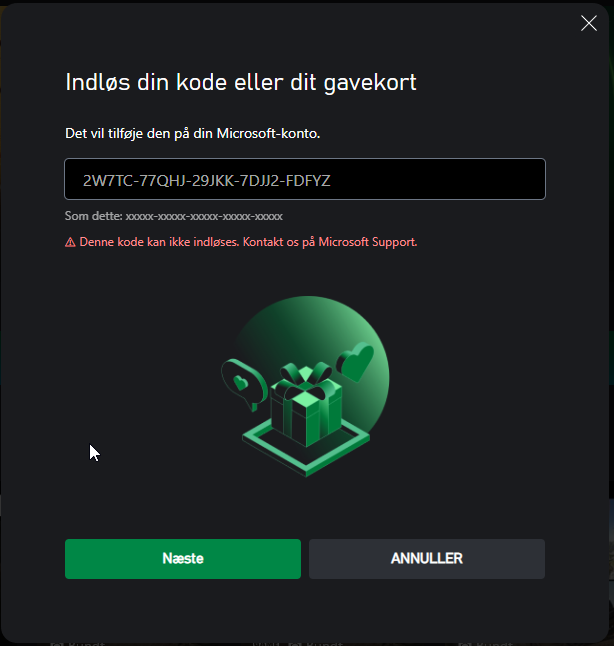 Indløs din kode eller dit gavekort
Det vil tilføje den på din Microsoft-konto.
2W7TC-77QHJ-29JKK-7DJJ2-FDFYZ
Som dette: xxxxx-xxxxx-xxxxx-xxxxx-xxxxx
Denne kode kan ikke indløses. Kontakt os på Microsoft Support.
Næste
ANNULLER